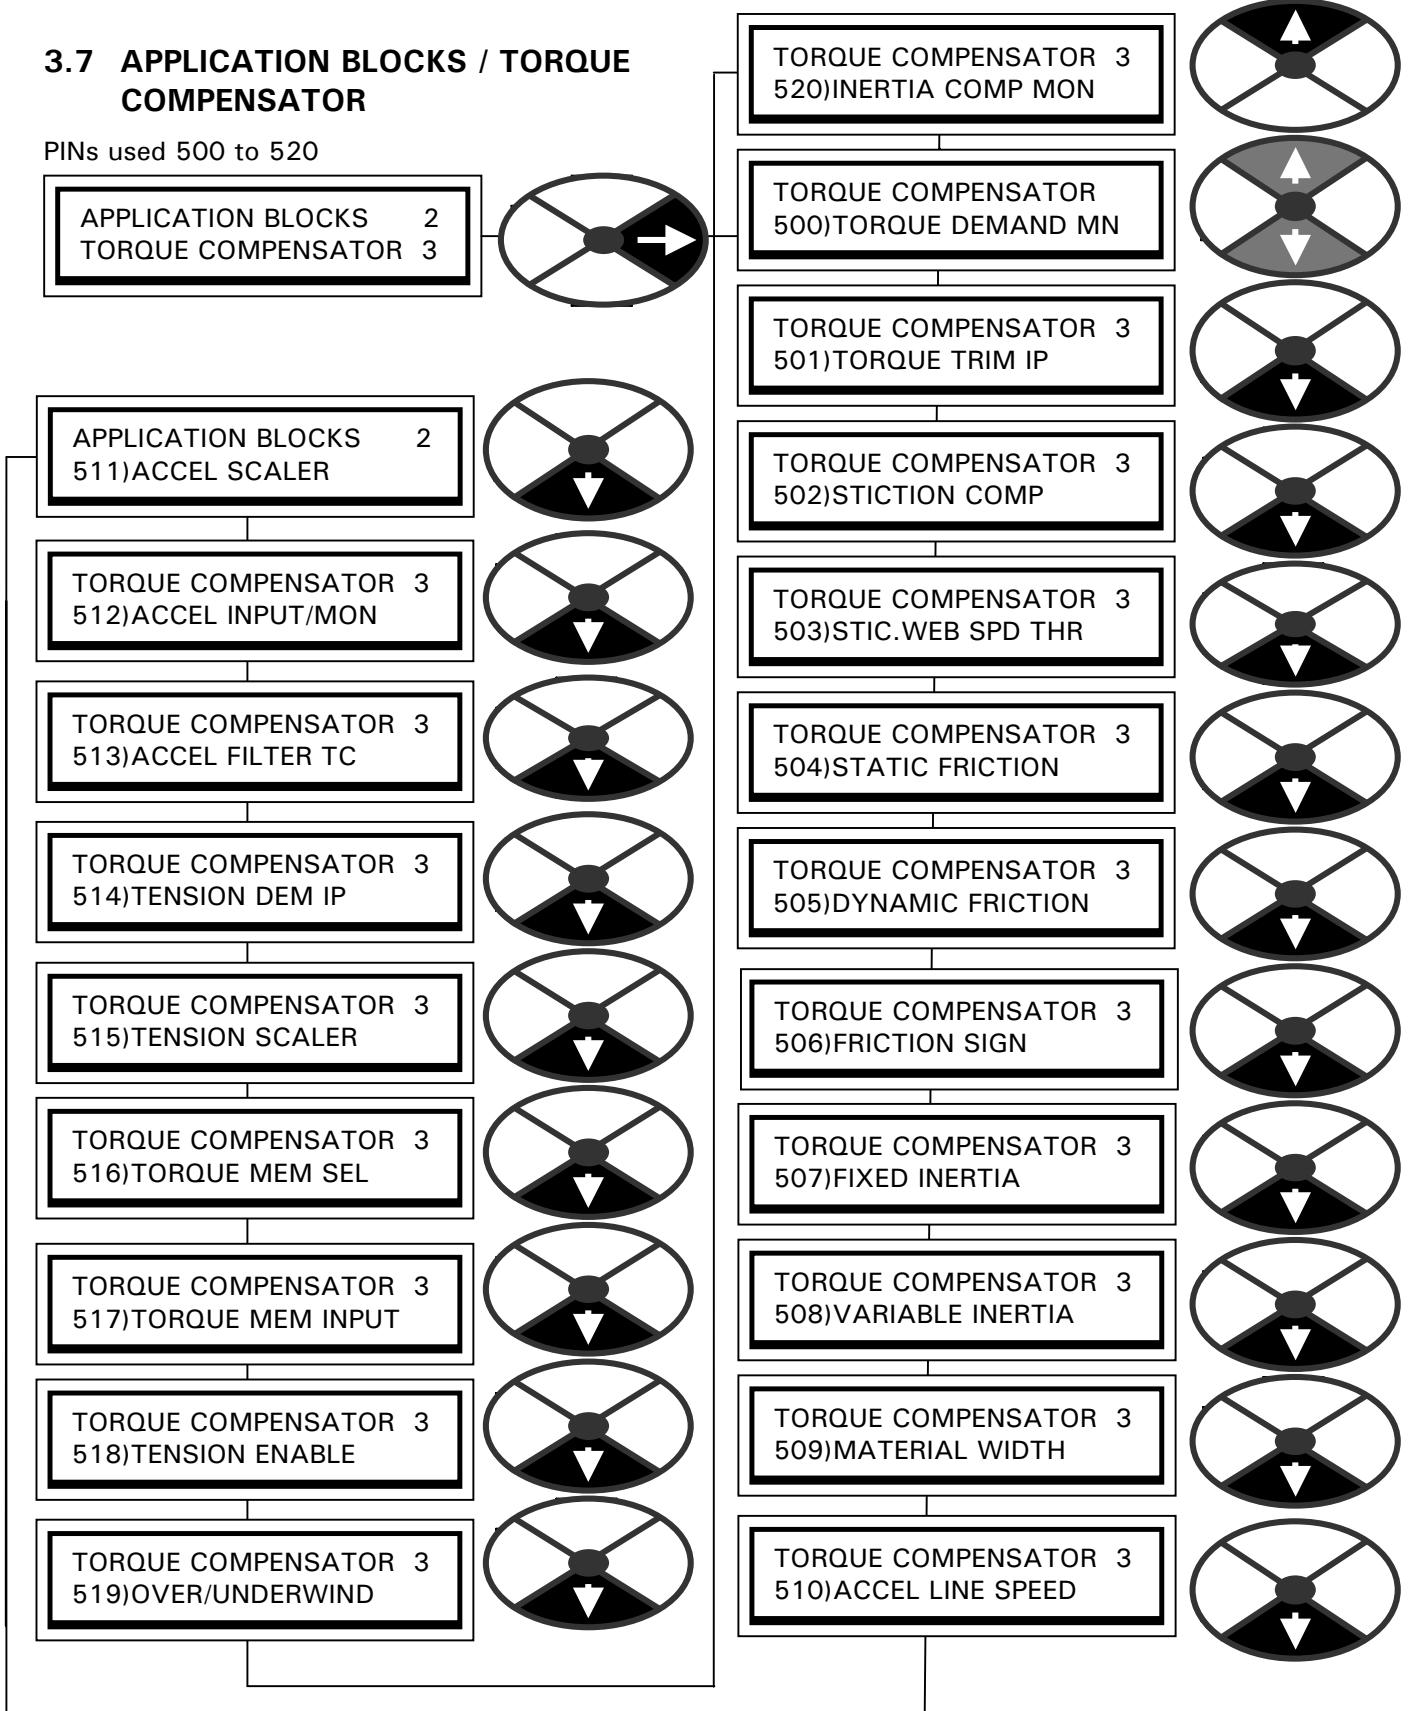 3.7 APPLICATION BLOCKS / TORQUE
COMPENSATOR
PINs used 500 to 520
APPLICATION BLOCKS 2
TORQUE COMPENSATOR 3
APPLICATION BLOCKS 2
511)ACCEL SCALER
TORQUE COMPENSATOR 3
512)ACCEL INPUT/MON
TORQUE COMPENSATOR 3
513)ACCEL FILTER TC
TORQUE COMPENSATOR 3
514)TENSION DEM IP
TORQUE COMPENSATOR 3
515)TENSION SCALER
TORQUE COMPENSATOR 3
516)TORQUE MEM SEL
TORQUE COMPENSATOR 3
517)TORQUE MEM INPUT
TORQUE COMPENSATOR 3
518)TENSION ENABLE
TORQUE COMPENSATOR 3
519)OVER/UNDERWIND
TORQUE COMPENSATOR 3
520)INERTIA COMP MON
TORQUE COMPENSATOR
500)TORQUE DEMAND MN
TORQUE COMPENSATOR 3
501)TORQUE TRIM IP
TORQUE COMPENSATOR 3
502)STICTION COMP
TORQUE COMPENSATOR 3
503)STIC.WEB SPD THR
TORQUE COMPENSATOR 3
504)STATIC FRICTION
TORQUE COMPENSATOR 3
505)DYNAMIC FRICTION
TORQUE COMPENSATOR 3
506)FRICTION SIGN
TORQUE COMPENSATOR 3
507)FIXED INERTIA
TORQUE COMPENSATOR 3
508)VARIABLE INERTIA
TORQUE COMPENSATOR 3
509)MATERIAL WIDTH
TORQUE COMPENSATOR 3
510)ACCEL LINE SPEED